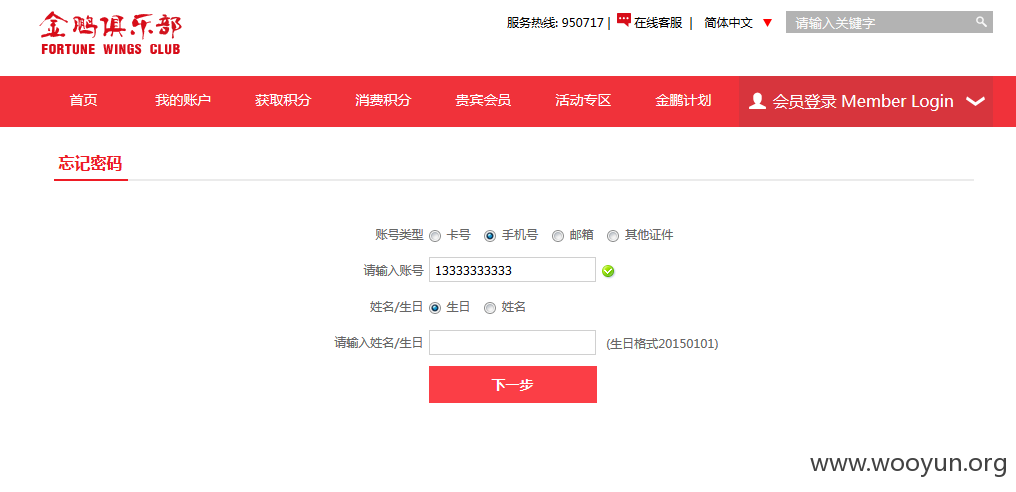 金鹏俱乐部
FORTUNE WINGS CLUB
服务热线: 950717 | 在线客服 | 简体中文 ▼ 请输入关键字
首页 我的账户 获取积分 消费积分 贵宾会员 活动专区 金鹏计划 会员登录 Member Login
忘记密码
账号类型 卡号 手机号 邮箱 其他证件
请输入账号 13333333333
姓名/生日 生日 姓名
请输入姓名/生日 (生日格式20150101)
下一步
www.wooyun.org